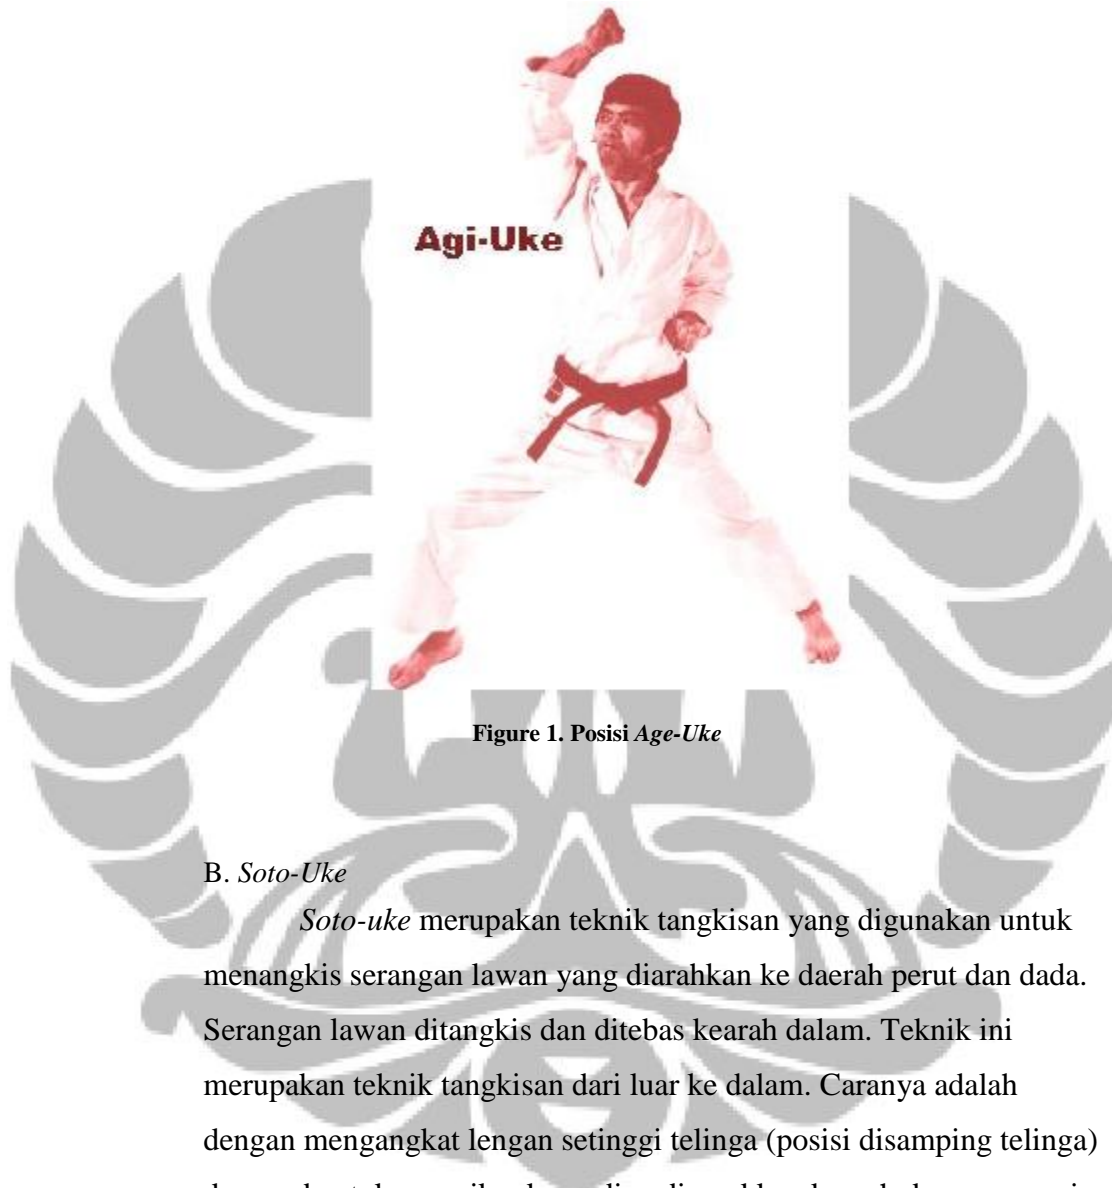 Agi-Uke
Figure 1. Posisi Age-Uke
B. Soto-Uke
Soto-uke merupakan teknik tangkisan yang digunakan untuk
menangkis serangan lawan yang diarahkan ke daerah perut dan dada.
Serangan lawan ditangkis dan ditebas kearah dalam. Teknik ini
merupakan teknik tangkisan dari luar ke dalam. Caranya adalah
dengan mengangkat lengan setinggi telinga (posisi disamping telinga)